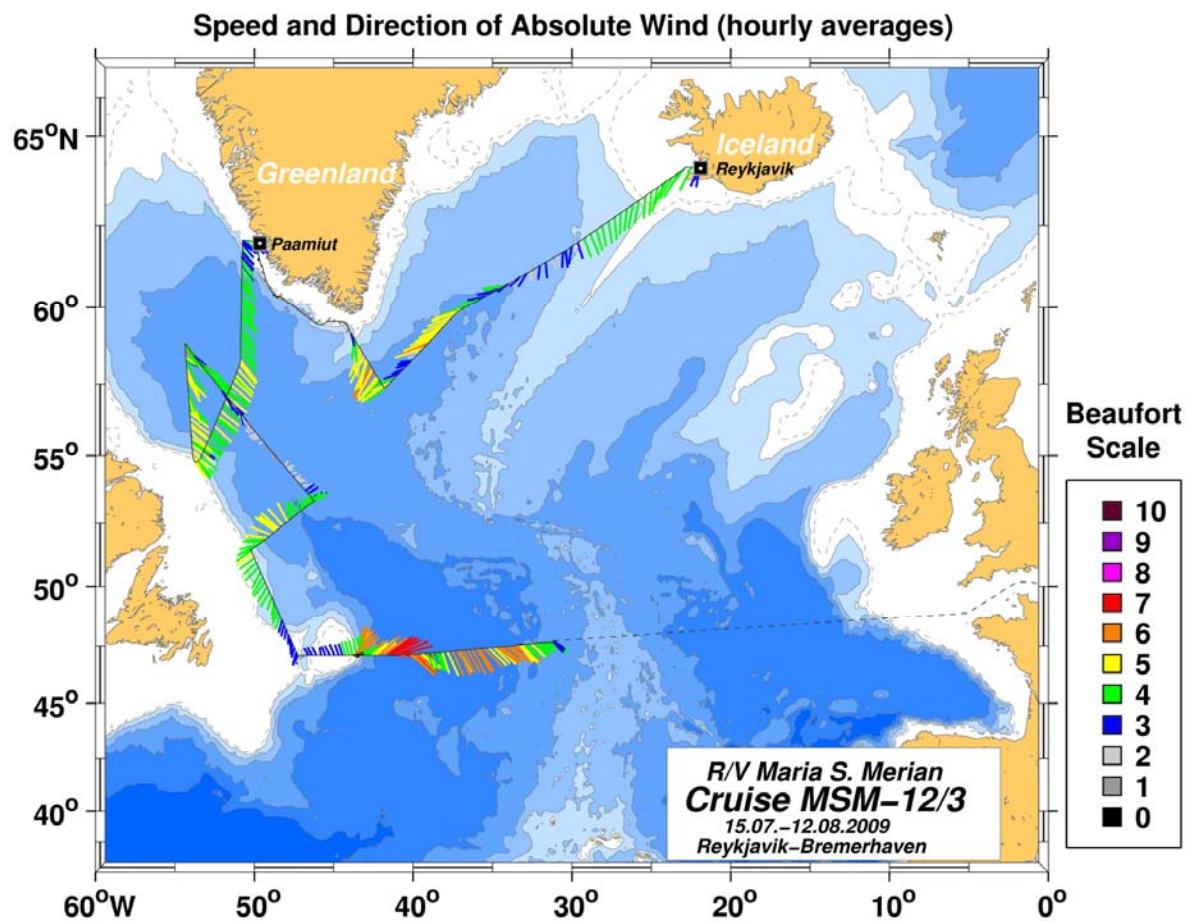 Speed and Direction of Absolute Wind (hourly averages)
65°N
60°
55°
50°
45°
40°
60°W
50°
40°
30°
20°
10°
0°
Greenland
Iceland
Reykjavik
Paamiut
R/V Maria S. Merian
Cruise MSM–12/3
15.07.–12.08.2009
Reykjavik–Bremerhaven
Beaufort
Scale
10
9
8
7
6
5
4
3
2
1
0